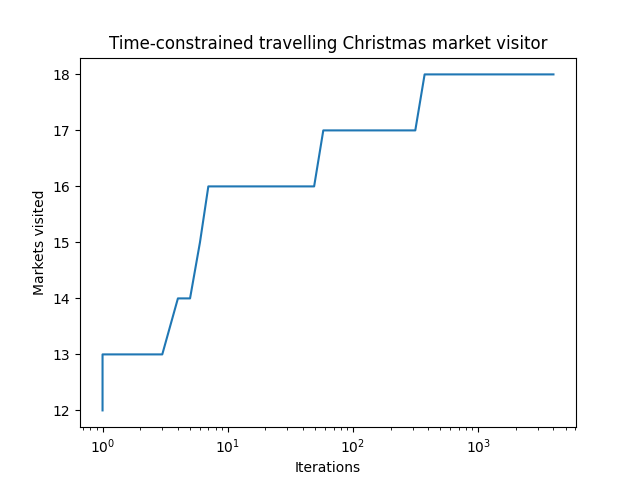 Time-constrained travelling Christmas market visitor
18
17
16
15
14
13
12
Markets visited
10⁰ 10¹ 10² 10³
Iterations